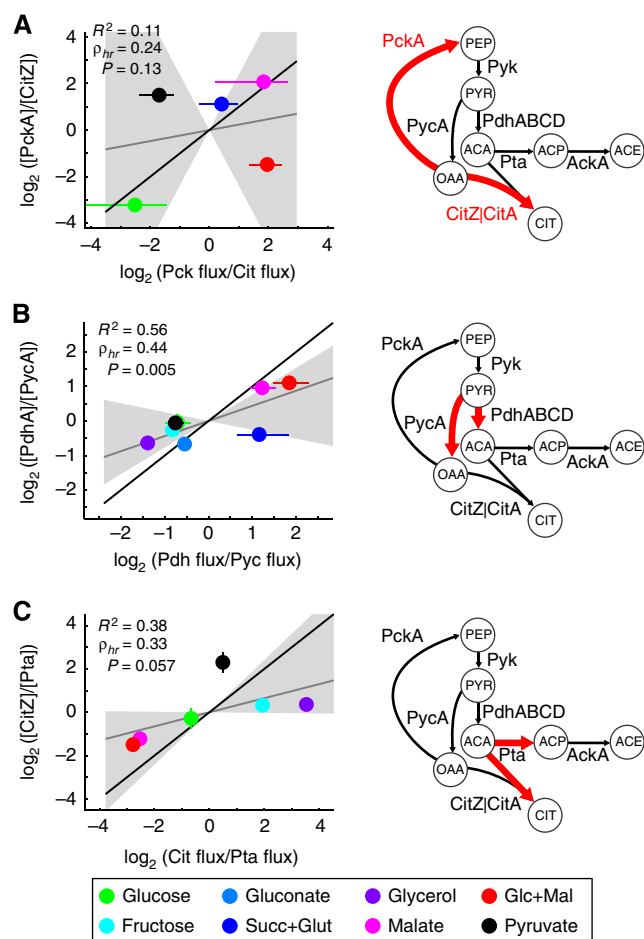 A
R² = 0.11
ρhr = 0.24
P = 0.13
log₂ ([PckA]/[CitZ])
4
2
0
−2
−4
−4
−2
0
2
4
log₂ (Pck flux/Cit flux)
PckA
PEP
Pyk
PYR
PycA
PdhABCD
ACA
Pta
ACP
AckA
ACE
OAA
CitZ|CitA
CIT
B
R² = 0.56
ρhr = 0.44
P = 0.005
log₂ ([PdhA]/[PycA])
2
1
0
−1
−2
−2
−1
0
1
2
log₂ (Pdh flux/Pyc flux)
PckA
PEP
Pyk
PYR
PycA
PdhABCD
ACA
Pta
ACP
AckA
ACE
OAA
CitZ|CitA
CIT
C
R² = 0.38
ρhr = 0.33
P = 0.057
log₂ ([CitZ]/[Pta])
4
2
0
−2
−4
−4
−2
0
2
4
log₂ (Cit flux/Pta flux)
PckA
PEP
Pyk
PYR
PycA
PdhABCD
ACA
Pta
ACP
AckA
ACE
OAA
CitZ|CitA
CIT
Glucose Gluconate Glycerol Glc+Mal
Fructose Succ+Glut Malate Pyruvate